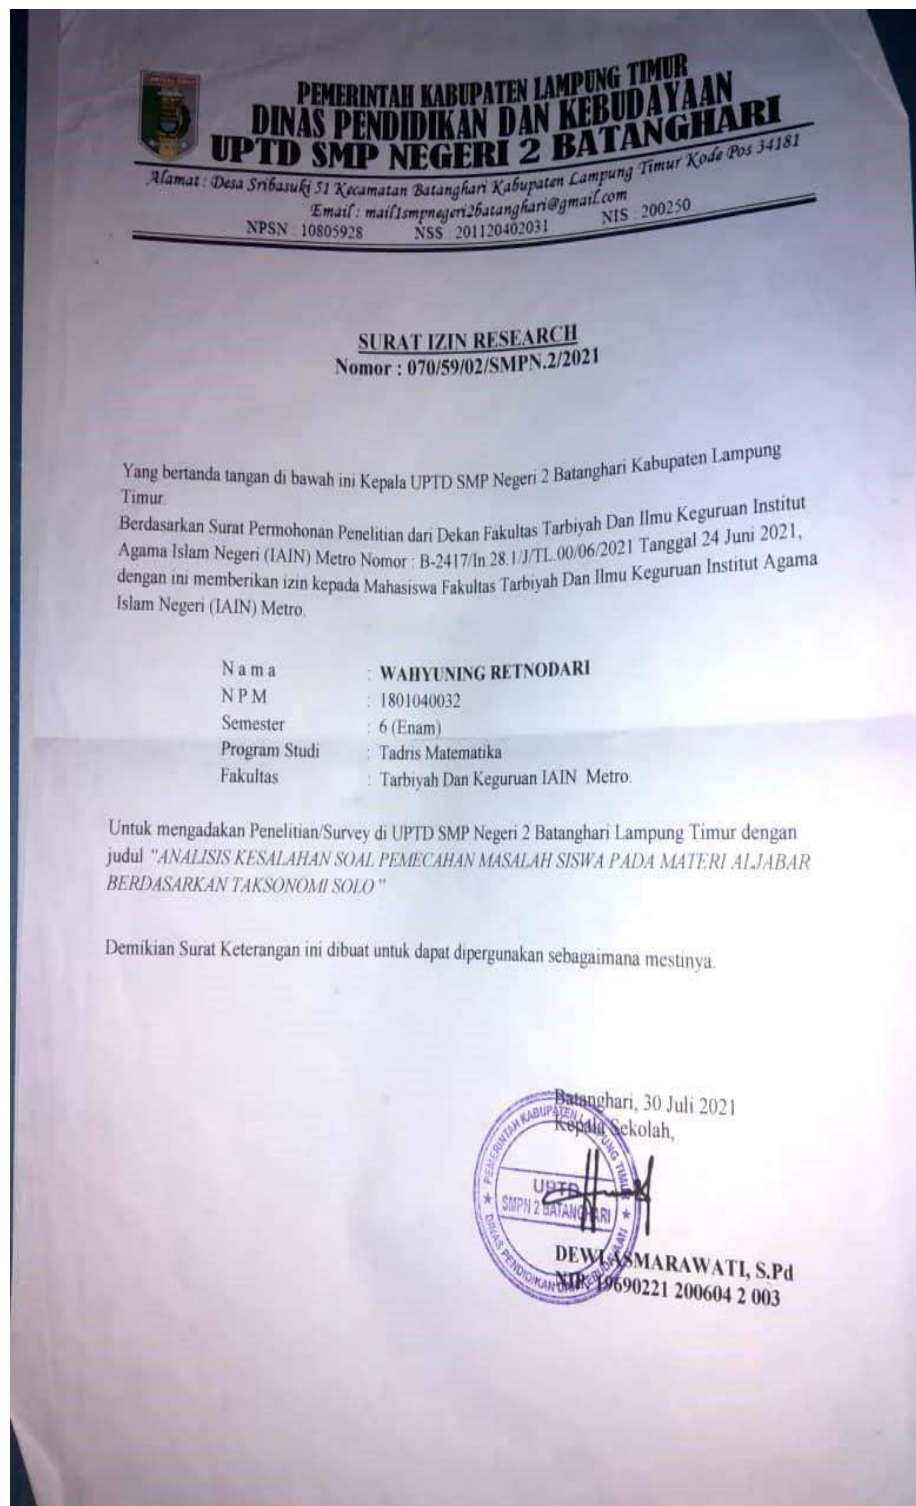 PEMERINTAH KABUPATEN LAMPUNG TIMUR
DINAS PENDIDIKAN DAN KEBUDAYAAN
UPTD SMP NEGERI 2 BATANGHARI
Alamat : Desa Sribasuki 51 Kecamatan Batanghari Kabupaten Lampung Timur Kode Pos 34181
Email : mail1smpnegeri2batanghari@gmail.com
NPSN : 10805928 NSS : 201120402031 NIS : 200250
SURAT IZIN RESEARCH
Nomor : 070/59/02/SMPN.2/2021
Yang bertanda tangan di bawah ini Kepala UPTD SMP Negeri 2 Batanghari Kabupaten Lampung
Timur.
Berdasarkan Surat Permohonan Penelitian dari Dekan Fakultas Tarbiyah Dan Ilmu Keguruan Institut
Agama Islam Negeri (IAIN) Metro Nomor : B-2417/In.28.1/J/TL.00/06/2021 Tanggal 24 Juni 2021,
dengan ini memberikan izin kepada Mahasiswa Fakultas Tarbiyah Dan Ilmu Keguruan Institut Agama
Islam Negeri (IAIN) Metro.
N a m a : WAHYUNING RETNODARI
N P M : 1801040032
Semester : 6 (Enam)
Program Studi : Tadris Matematika
Fakultas : Tarbiyah Dan Keguruan IAIN Metro.
Untuk mengadakan Penelitian/Survey di UPTD SMP Negeri 2 Batanghari Lampung Timur dengan
judul "ANALISIS KESALAHAN SOAL PEMECAHAN MASALAH SISWA PADA MATERI ALJABAR
BERDASARKAN TAKSONOMI SOLO"
Demikian Surat Keterangan ini dibuat untuk dapat dipergunakan sebagaimana mestinya.
Batanghari, 30 Juli 2021
Kepala Sekolah,
PEMERINTAH KABUPATEN LAMPUNG TIMUR
UPTD
SMPN 2 BATANGHARI
DINAS PENDIDIKAN DAN KEBUDAYAAN
DEWI ASMARAWATI, S.Pd
NIP. 19690221 200604 2 003